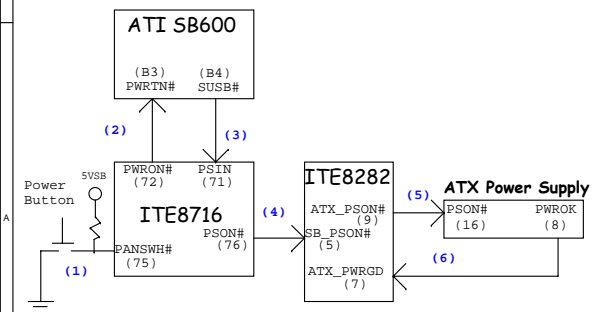 ATI SB600
(B3) (B4)
PWRTN# SUSB#
(2) (3)
PWRON# PSIN
(72) (71)
ITE8716
PSON#
(76)
PANSWH#
(75)
5VSB
Power
Button
(1)
A
(4)
ITE8282
ATX_PSON#
(9)
SB_PSON#
(5)
ATX_PWRGD
(7)
(5)
ATX Power Supply
PSON# PWROK
(16) (8)
(6)